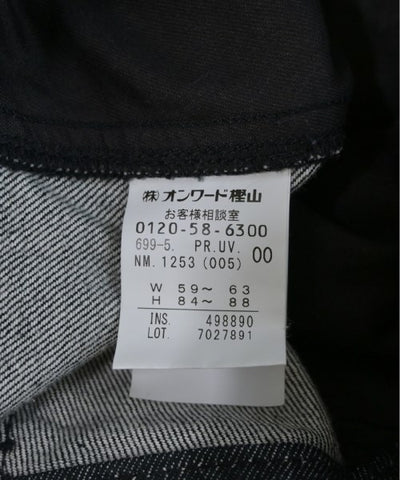 ㈱オンワード樫山
お客様相談室
0120-58-6300
699-5. PR.UV. 00
NM. 1253 (005)
W 59～ 63
H 84～ 88
INS. 498890
LOT. 7027891